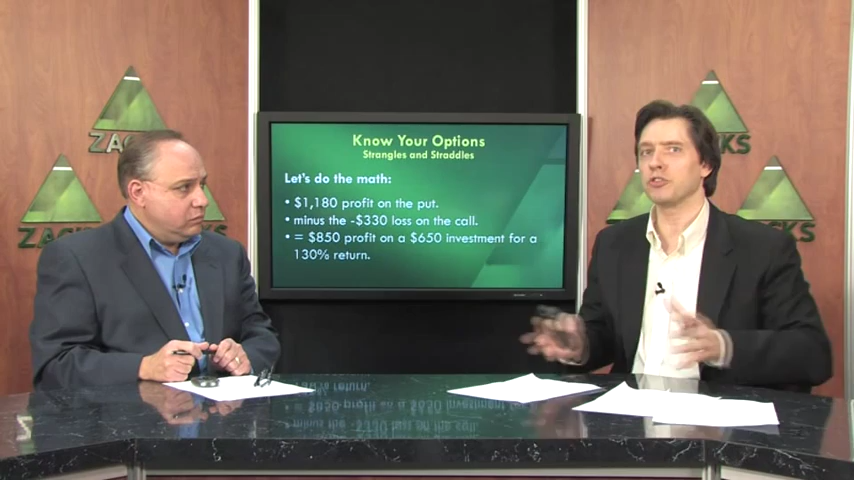 ZACKS
ZACKS
ZACKS
ZACKS
Know Your Options
Strangles and Straddles
Let's do the math:
• $1,180 profit on the put.
• minus the -$330 loss on the call.
• = $850 profit on a $650 investment for a
130% return.